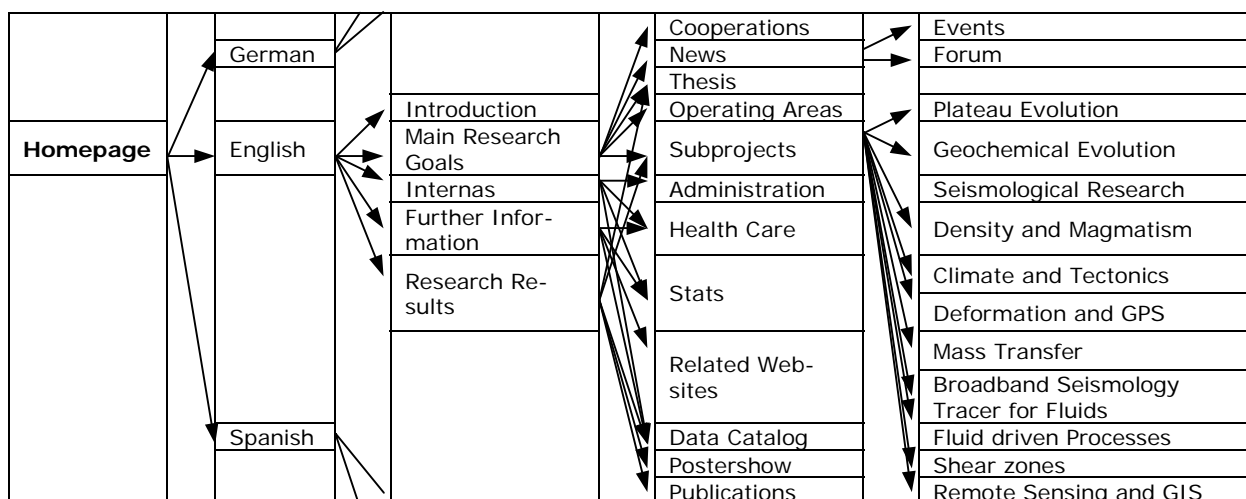 Homepage
German
English
Spanish
Introduction
Main Research
Goals
Internas
Further Infor-
mation
Research Re-
sults
Cooperations
News
Thesis
Operating Areas
Subprojects
Administration
Health Care
Stats
Related Web-
sites
Data Catalog
Postershow
Publications
Events
Forum
Plateau Evolution
Geochemical Evolution
Seismological Research
Density and Magmatism
Climate and Tectonics
Deformation and GPS
Mass Transfer
Broadband Seismology
Tracer for Fluids
Fluid driven Processes
Shear zones
Remote Sensing and GIS